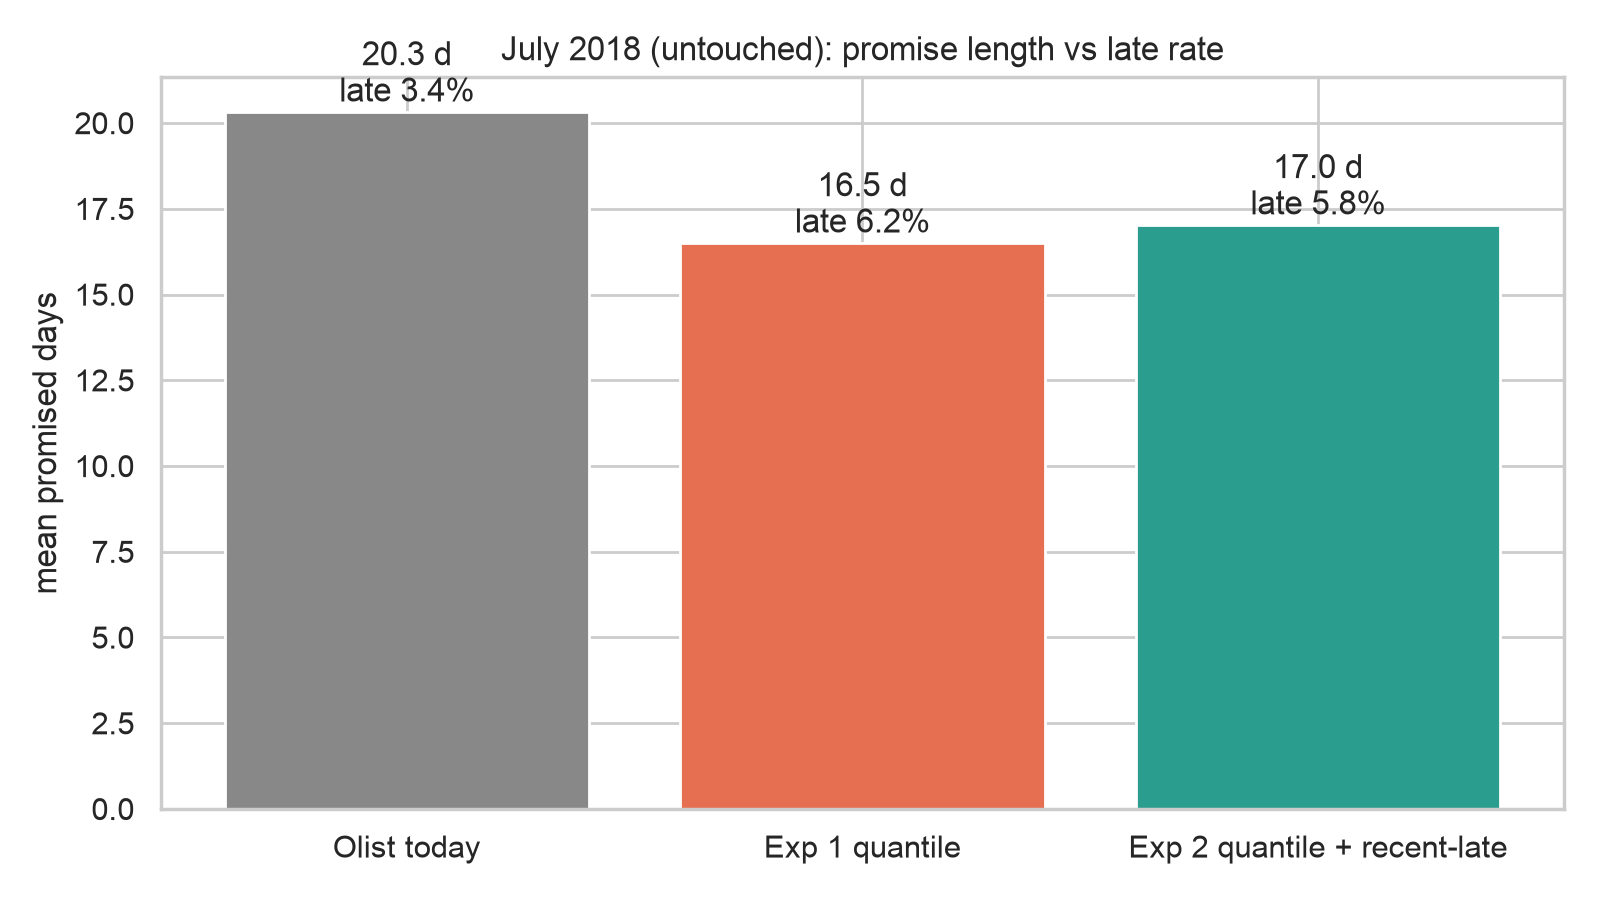 July 2018 (untouched): promise length vs late rate
20.3 d
late 3.4%
16.5 d
late 6.2%
17.0 d
late 5.8%
mean promised days
20.0
17.5
15.0
12.5
10.0
7.5
5.0
2.5
0.0
Olist today
Exp 1 quantile
Exp 2 quantile + recent-late